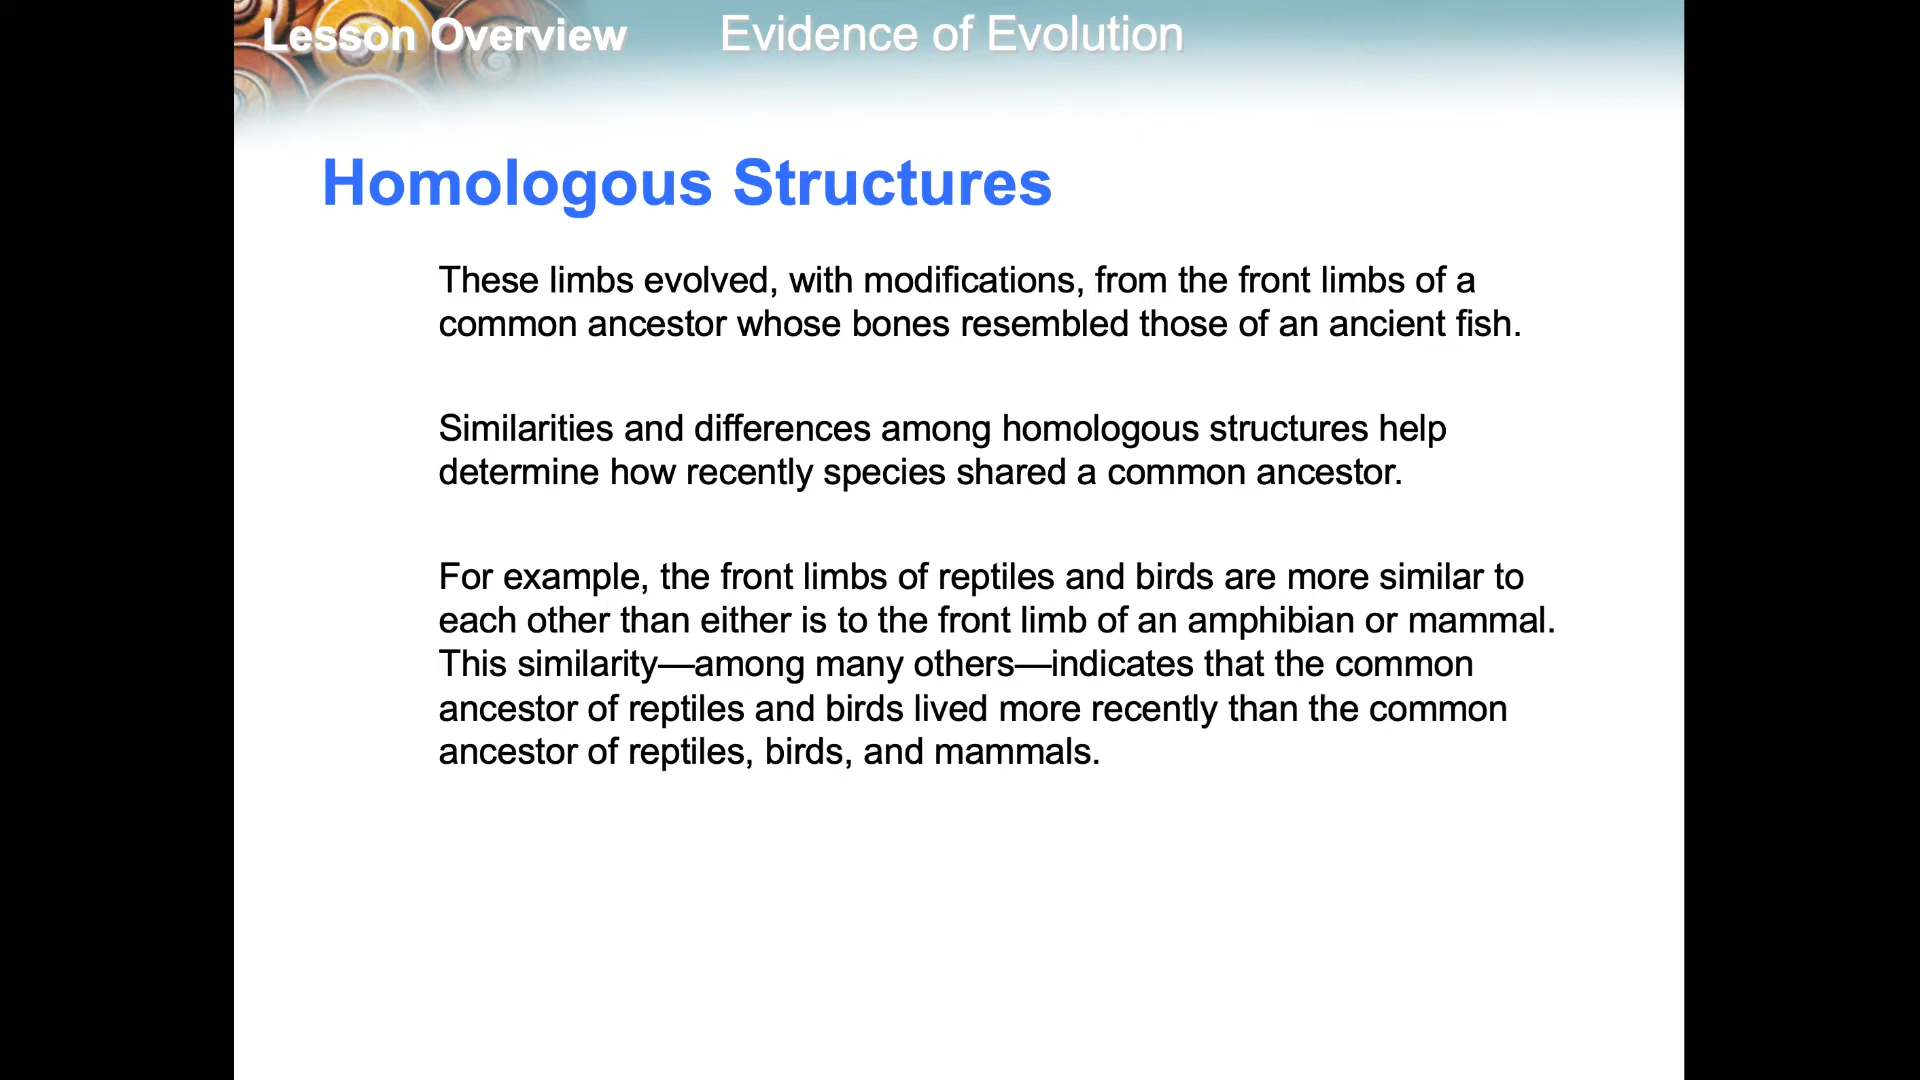 Lesson Overview Evidence of Evolution
Homologous Structures
These limbs evolved, with modifications, from the front limbs of a
common ancestor whose bones resembled those of an ancient fish.
Similarities and differences among homologous structures help
determine how recently species shared a common ancestor.
For example, the front limbs of reptiles and birds are more similar to
each other than either is to the front limb of an amphibian or mammal.
This similarity—among many others—indicates that the common
ancestor of reptiles and birds lived more recently than the common
ancestor of reptiles, birds, and mammals.